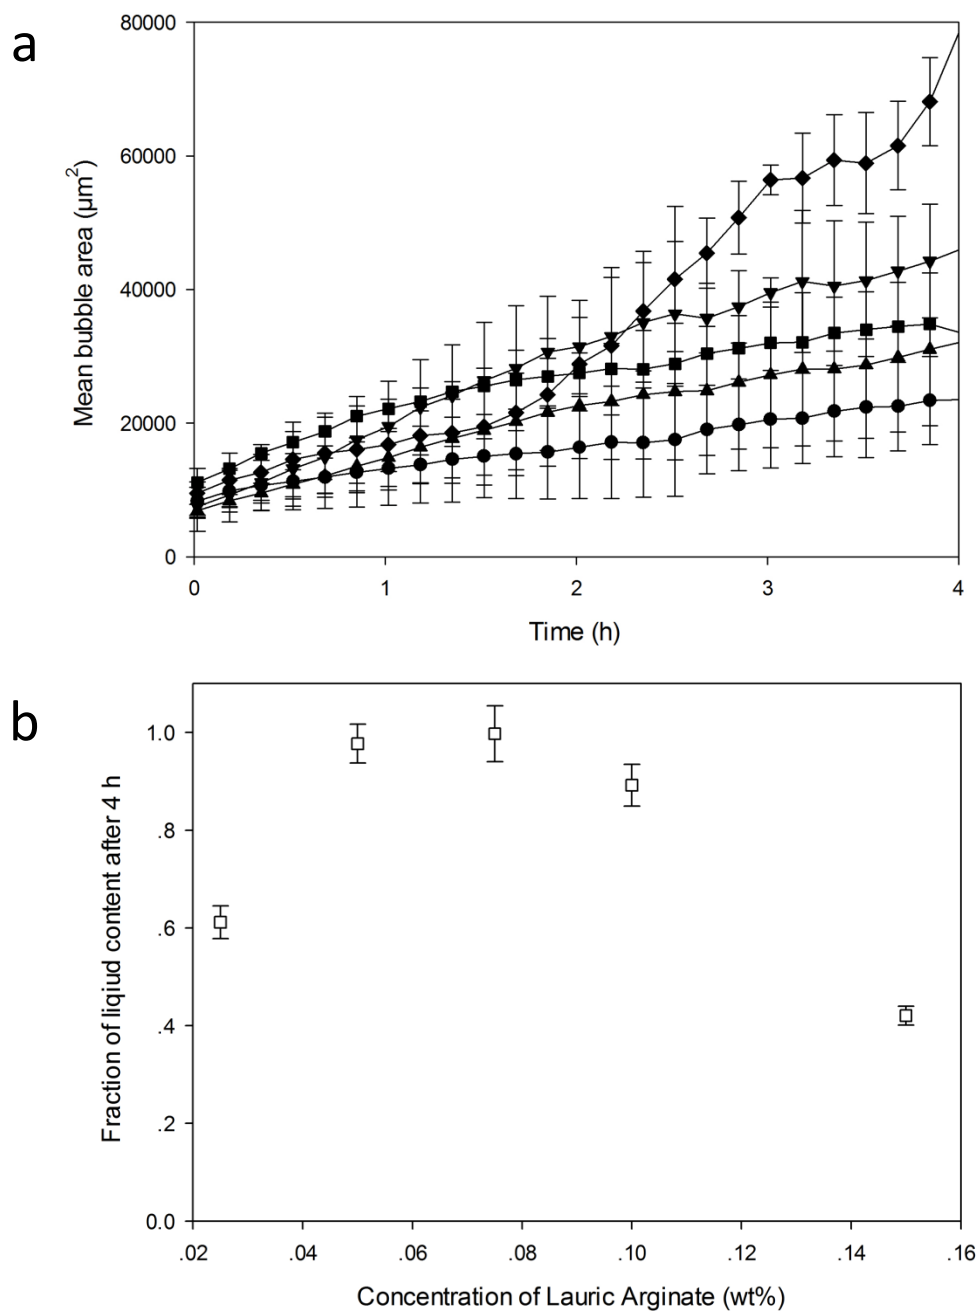 a
80000
60000
40000
20000
0
Mean bubble area (µm²)
0 1 2 3 4
Time (h)
b
1.0
.8
.6
.4
.2
0.0
Fraction of liqiud content after 4 h
.02 .04 .06 .08 .10 .12 .14 .16
Concentration of Lauric Arginate (wt%)